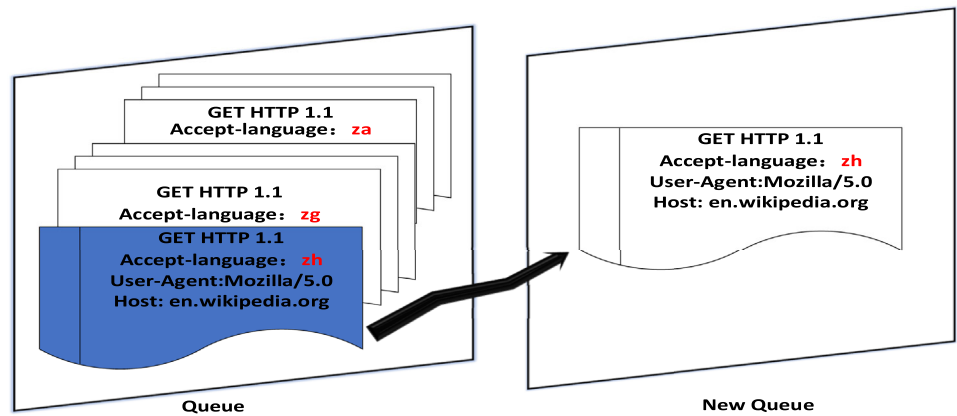 GET HTTP 1.1
Accept-language：za
GET HTTP 1.1
Accept-language：zg
GET HTTP 1.1
Accept-language：zh
User-Agent:Mozilla/5.0
Host: en.wikipedia.org
Queue
GET HTTP 1.1
Accept-language：zh
User-Agent:Mozilla/5.0
Host: en.wikipedia.org
New Queue